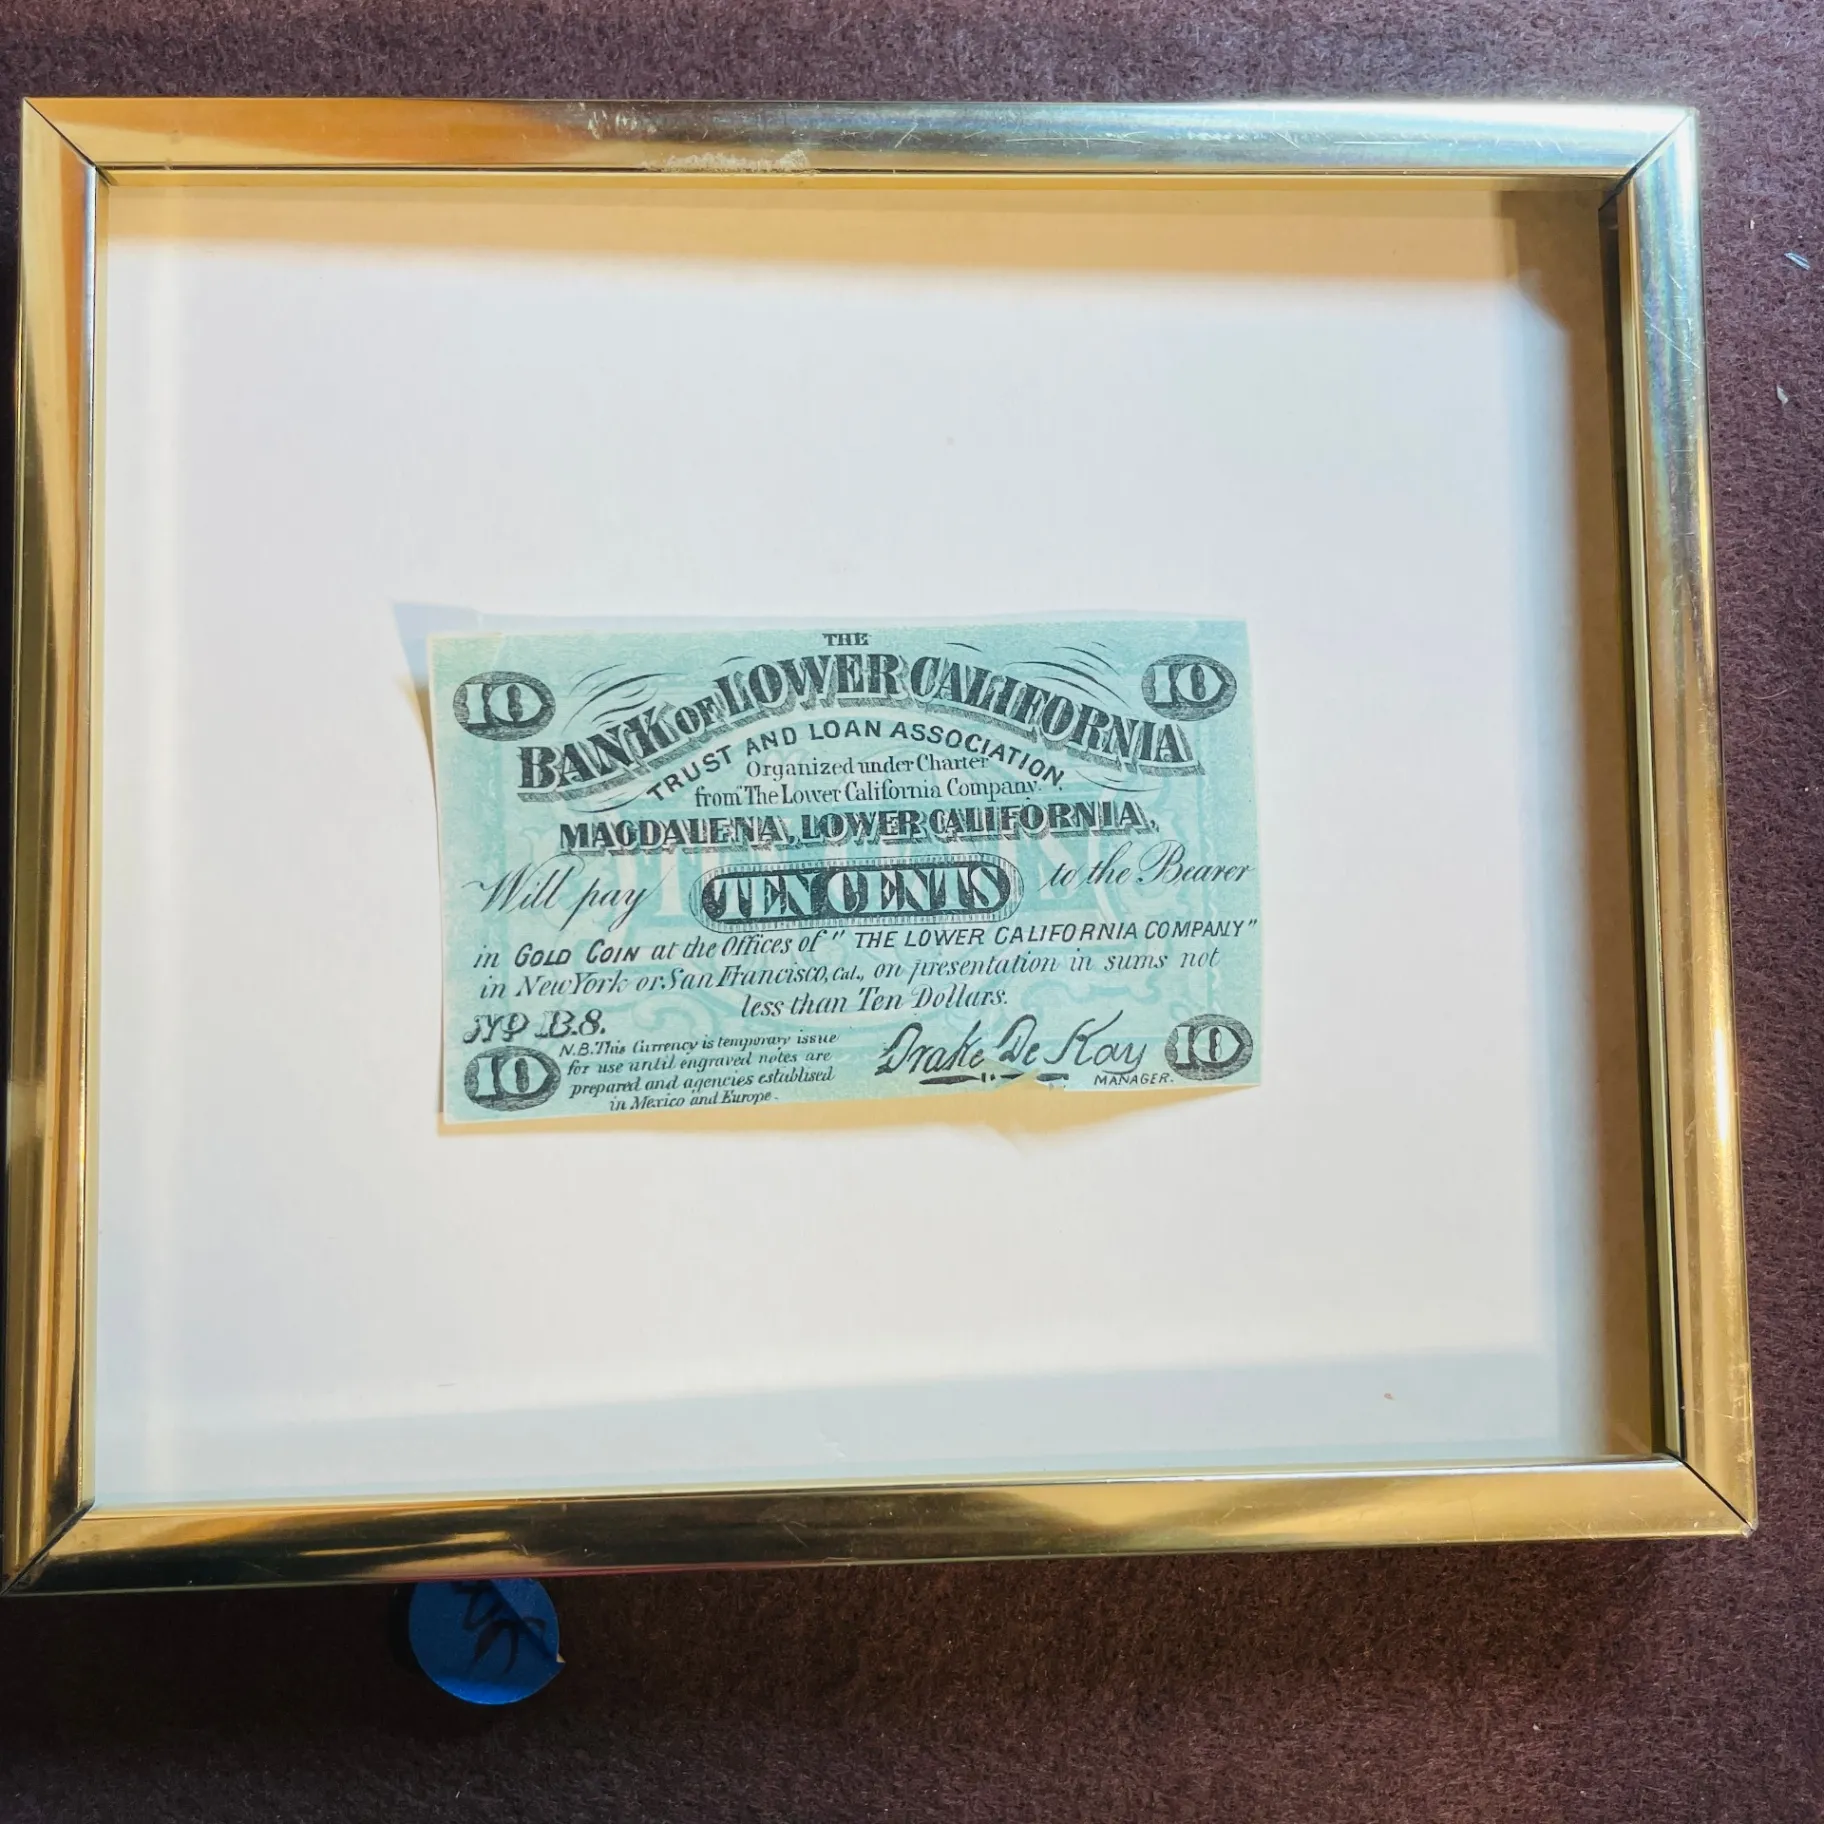 THE
BANK OF LOWER CALIFORNIA
10 10
TRUST AND LOAN ASSOCIATION
Organized under Charter
from "The Lower California Company.
MAGDALENA, LOWER CALIFORNIA,
Will pay TEN CENTS to the Bearer
in GOLD COIN at the Offices of "THE LOWER CALIFORNIA COMPANY"
in New York or San Francisco, Cal., on presentation in sums not
less than Ten Dollars.
No B.8.
10 10
N.B. This Currency is temporary issue
for use until engraved notes are
prepared and agencies establised
in Mexico and Europe.
Drake De Kay
MANAGER.